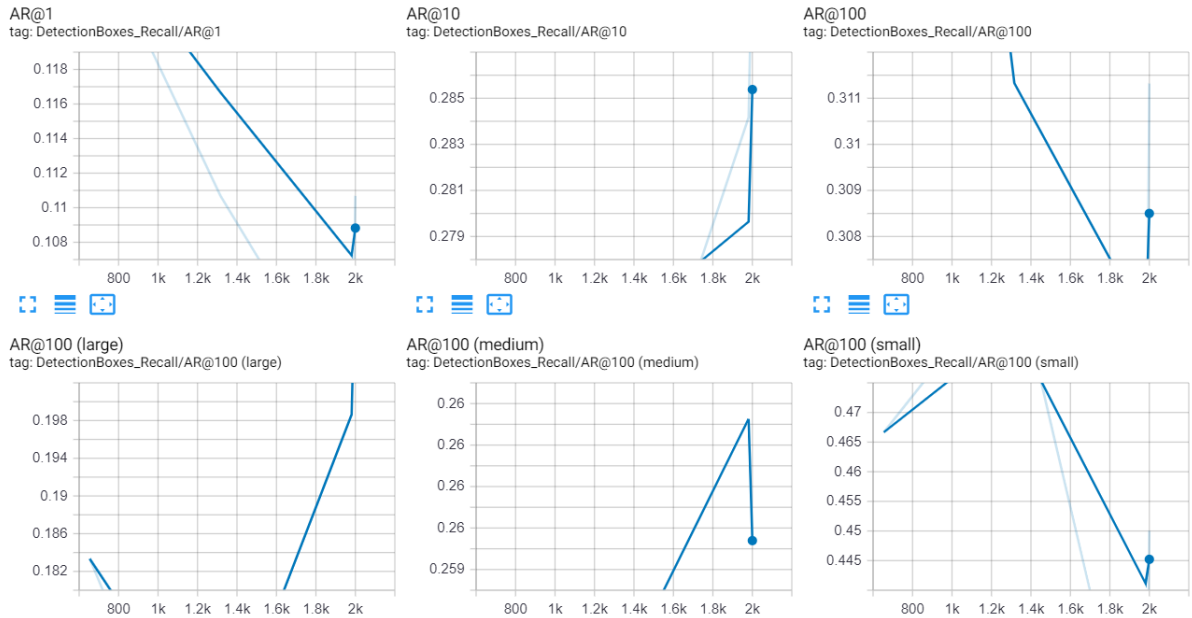 AR@1
tag: DetectionBoxes_Recall/AR@1
0.118
0.116
0.114
0.112
0.11
0.108
800 1k 1.2k 1.4k 1.6k 1.8k 2k
AR@10
tag: DetectionBoxes_Recall/AR@10
0.285
0.283
0.281
0.279
800 1k 1.2k 1.4k 1.6k 1.8k 2k
AR@100
tag: DetectionBoxes_Recall/AR@100
0.311
0.31
0.309
0.308
800 1k 1.2k 1.4k 1.6k 1.8k 2k
AR@100 (large)
tag: DetectionBoxes_Recall/AR@100 (large)
0.198
0.194
0.19
0.186
0.182
800 1k 1.2k 1.4k 1.6k 1.8k 2k
AR@100 (medium)
tag: DetectionBoxes_Recall/AR@100 (medium)
0.26
0.26
0.26
0.26
0.259
800 1k 1.2k 1.4k 1.6k 1.8k 2k
AR@100 (small)
tag: DetectionBoxes_Recall/AR@100 (small)
0.47
0.465
0.46
0.455
0.45
0.445
800 1k 1.2k 1.4k 1.6k 1.8k 2k